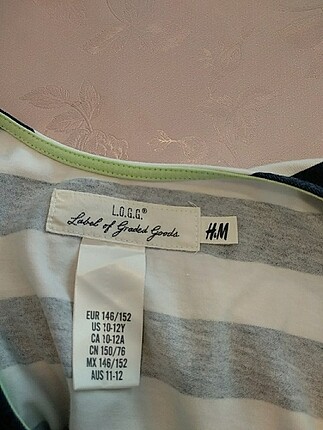 L.O.G.G.®
Label of Graded Goods
H&M
EUR 146/152
US 10-12Y
CA 10-12A
CN 150/76
MX 146/152
AUS 11-12